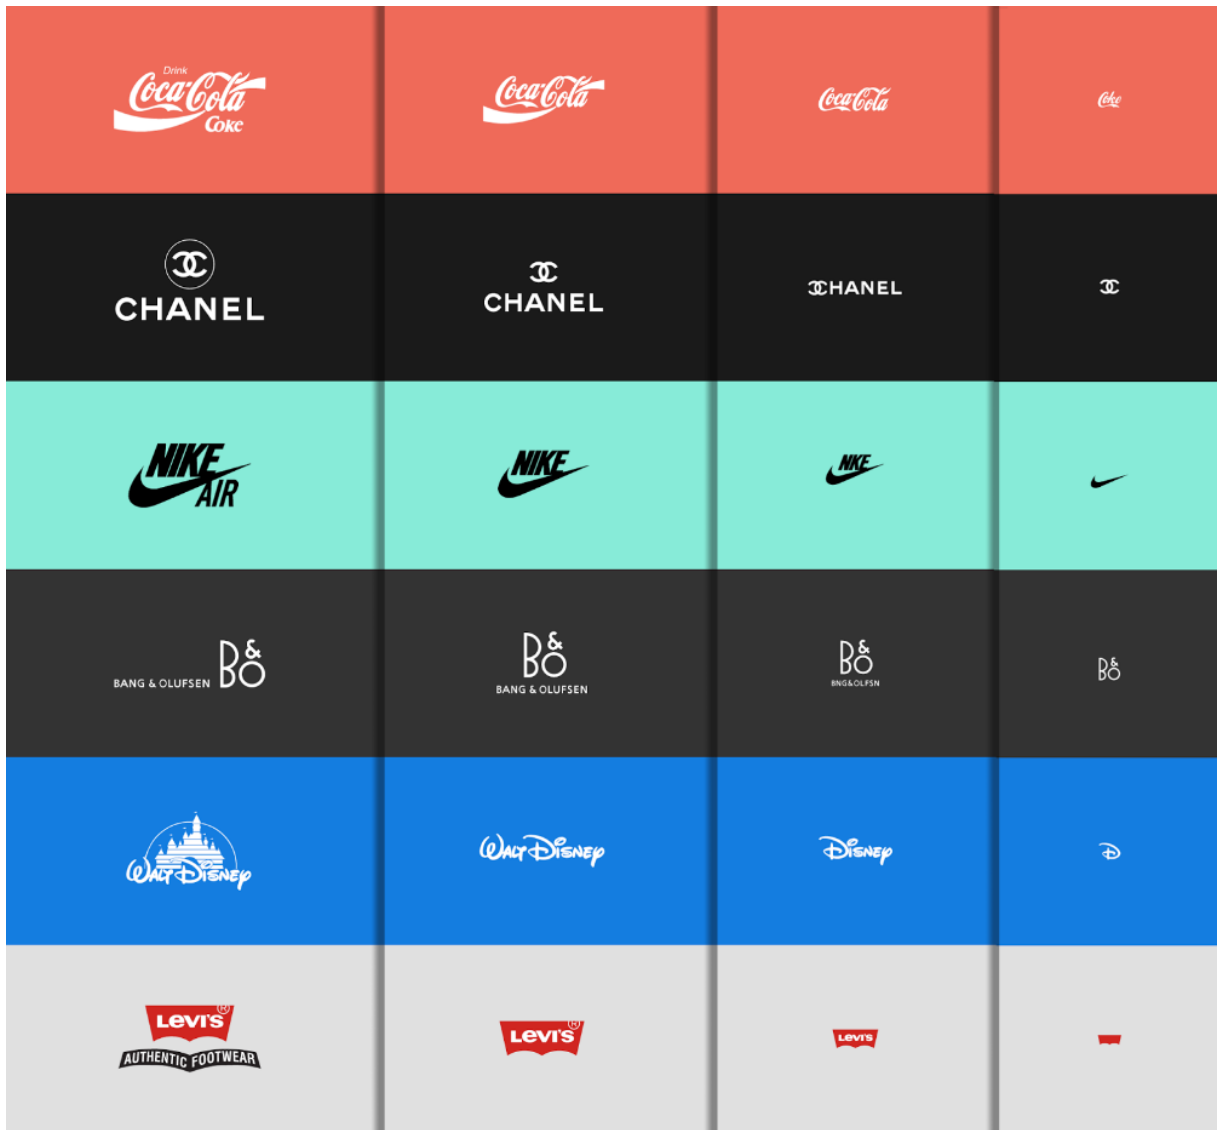 Drink
Coca-Cola
Coke
Coca-Cola
Coca-Cola
Coke
CHANEL
CHANEL
CHANEL
NIKE
AIR
NIKE
NKE
BANG & OLUFSEN
B&O
B&O
BANG & OLUFSEN
B&O
BNG&OLFSN
B&O
WALT DISNEY
WALT DISNEY
DISNEY
D
LEVI'S®
AUTHENTIC FOOTWEAR
LEVI'S®
LEVI'S